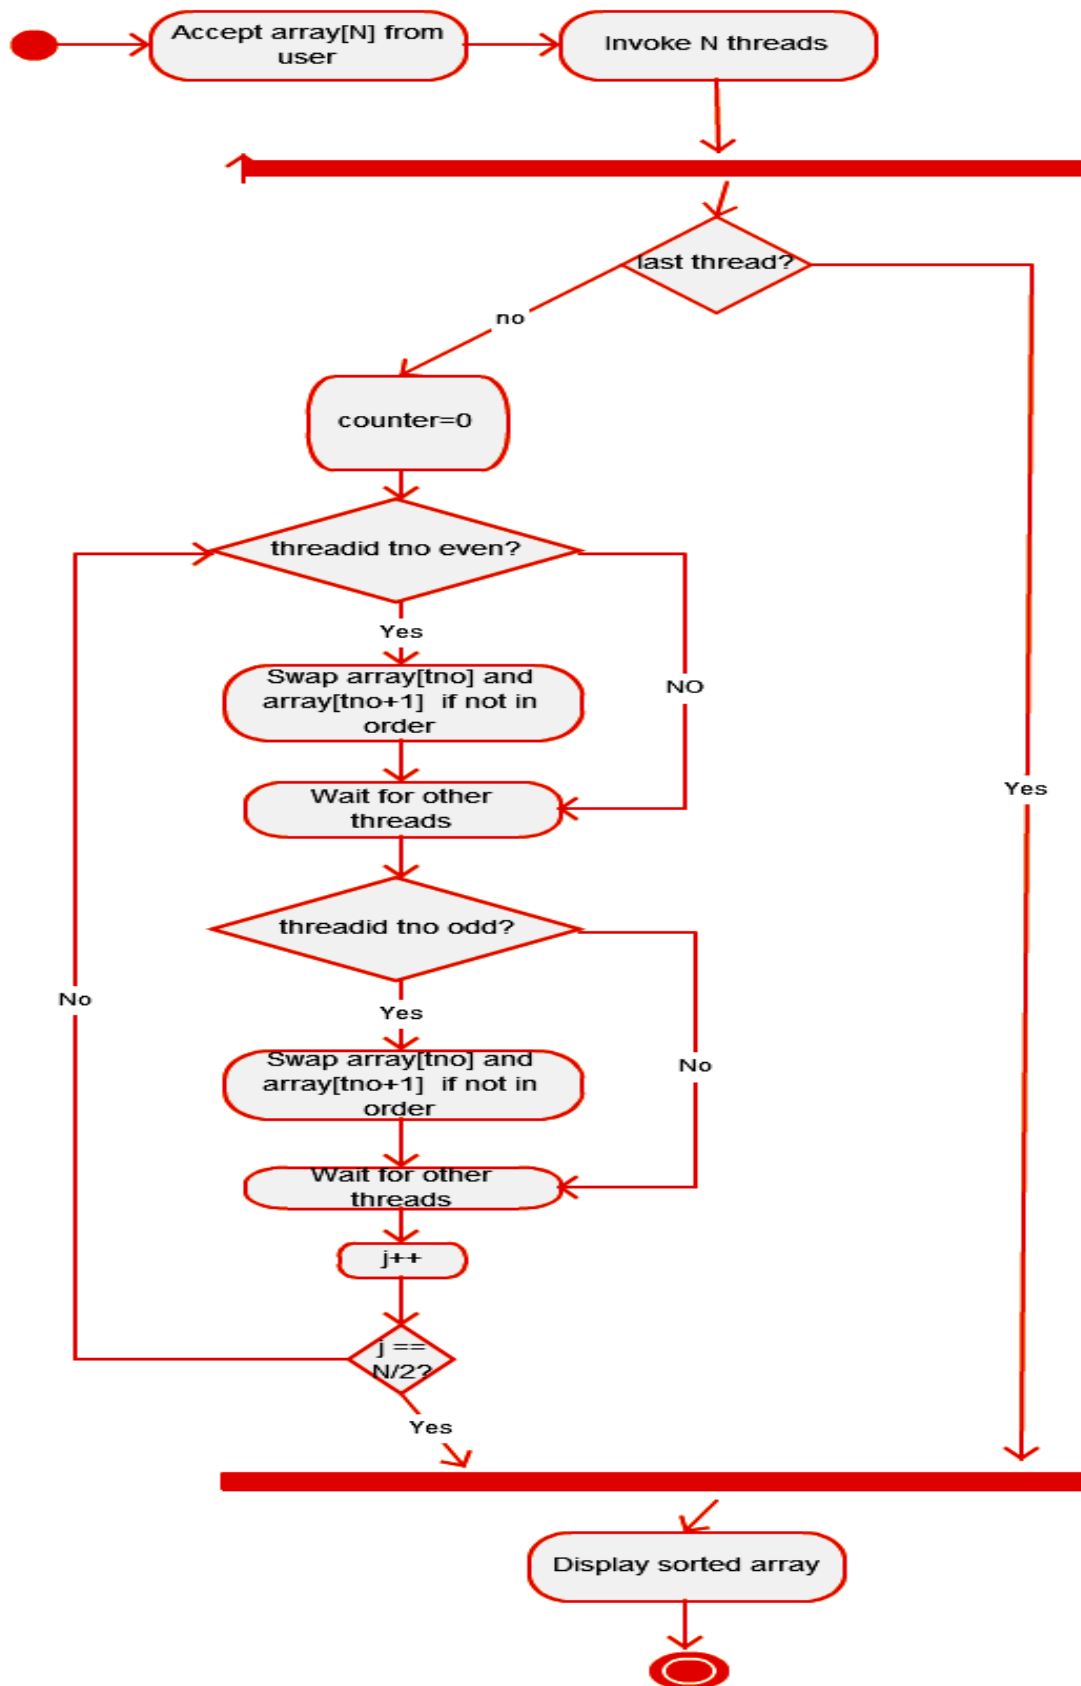 Accept array[N] from
user
Invoke N threads
last thread?
no
counter=0
threadid tno even?
Yes
Swap array[tno] and
array[tno+1] if not in
order
NO
Wait for other
threads
Yes
threadid tno odd?
No
Yes
Swap array[tno] and
array[tno+1] if not in
order
No
Wait for other
threads
j++
j ==
N/2?
Yes
Display sorted array